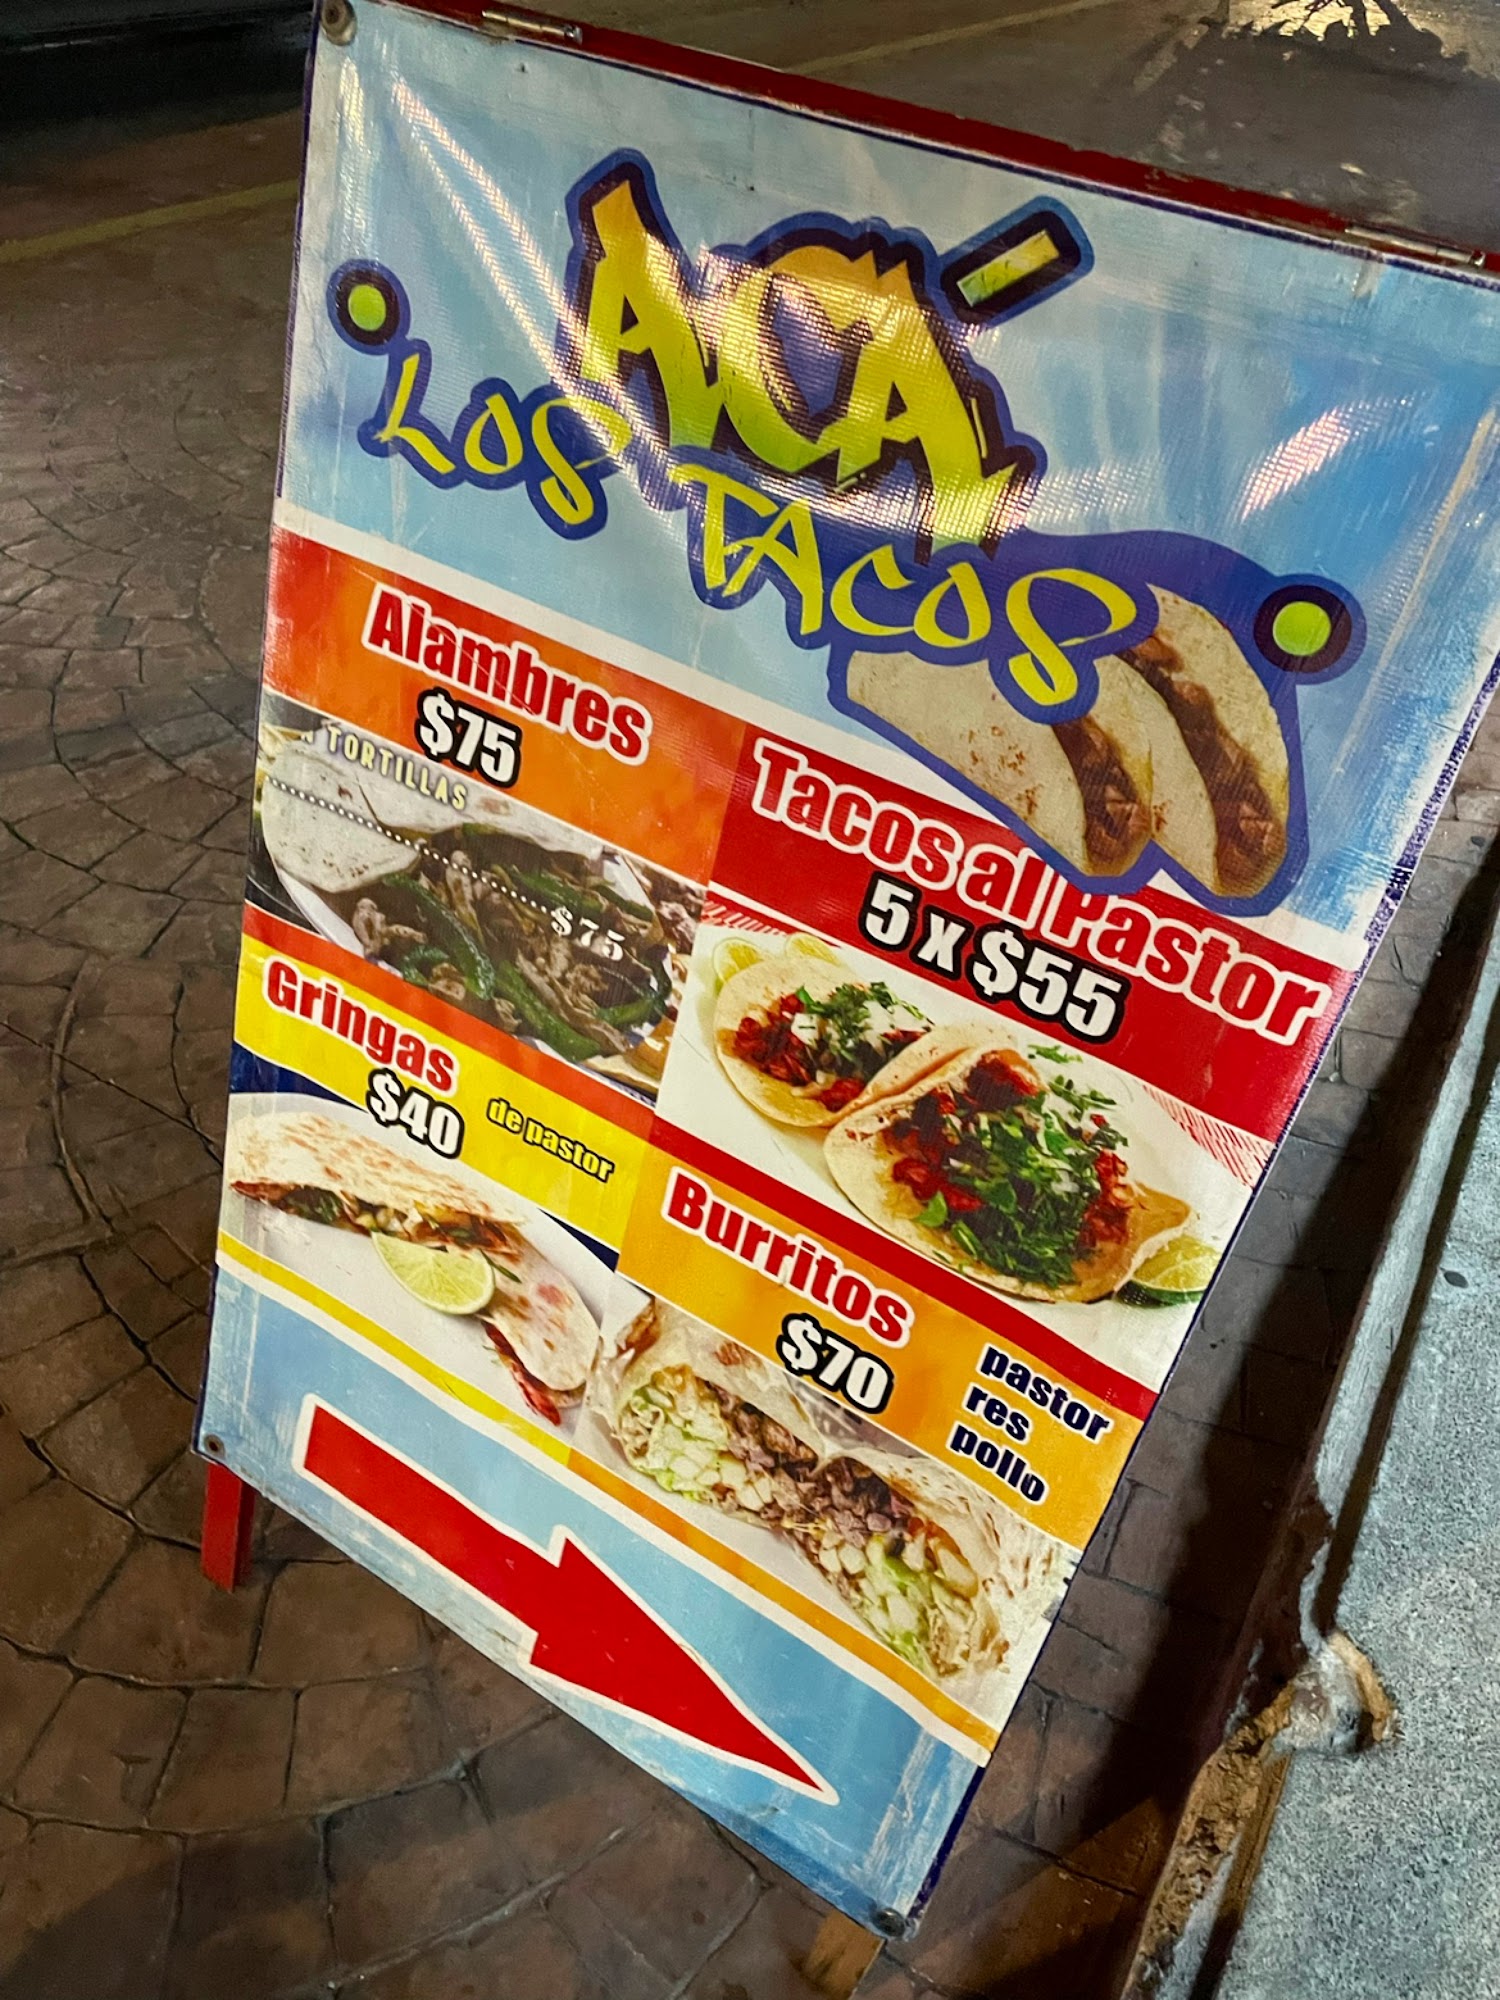 ACÁ
LOS TACOS
Alambres
$75
TORTILLAS
$75
Tacos al Pastor
5 x $55
Gringas
$40
de pastor
Burritos
$70
pastor
res
pollo